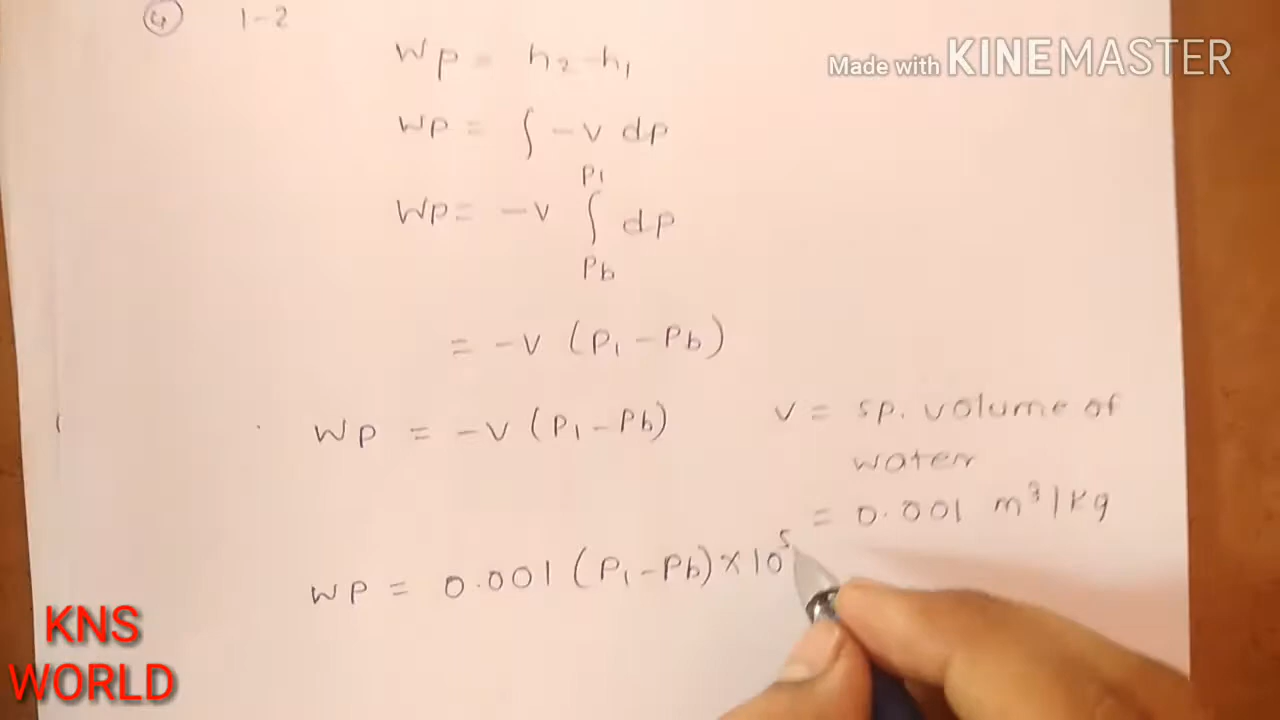 ④ 1-2
Wp = h₂ - h₁
Made with KINEMASTER
Wp = ∫ -v dp
P₁
Wp = -v ∫ dp
Pb
= -v (P₁ - Pb)
Wp = -v (P₁ - Pb)
v = sp. volume of
water
= 0.001 m³/kg
Wp = 0.001 (P₁ - Pb) × 10⁵
KNS
WORLD